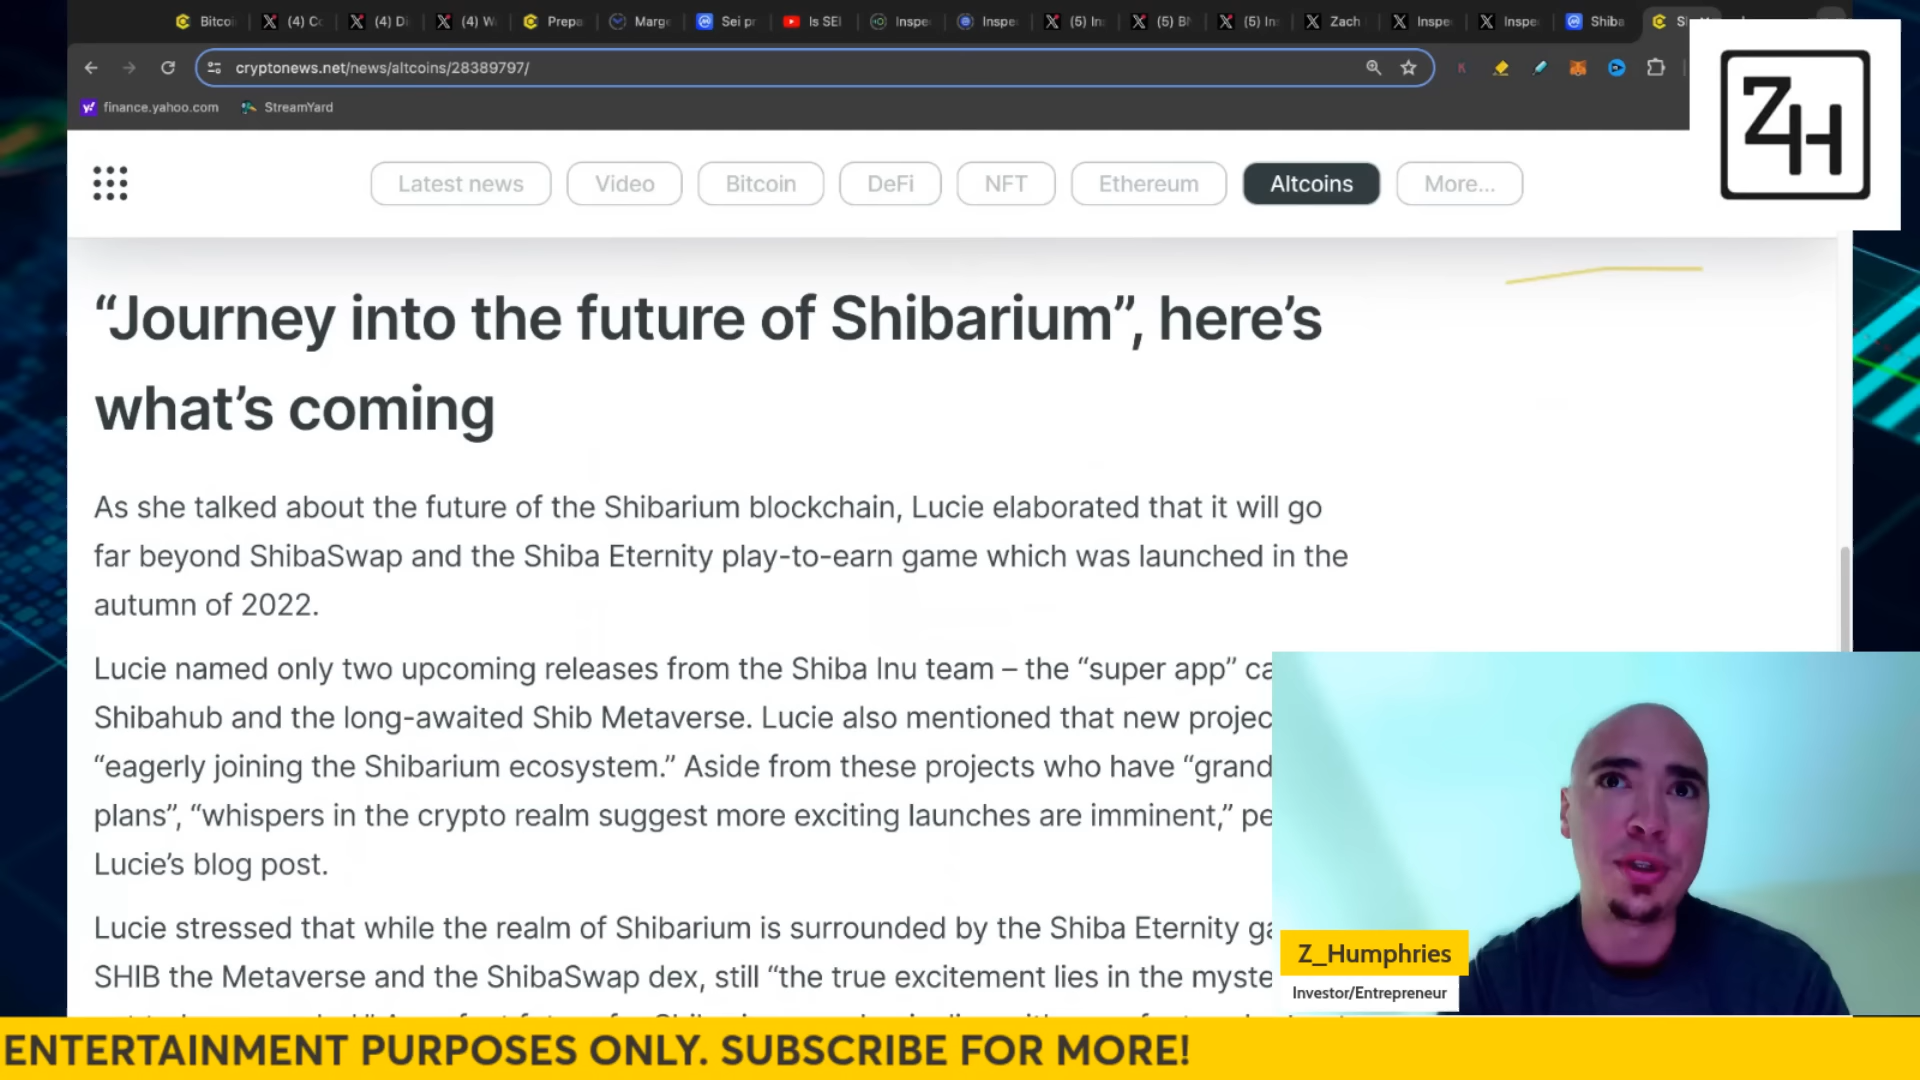 Bitcoi
(4) C
(4) Di
(4) W
Prepa
Marg
Sei pr
Is SEI
Inspe
Inspe
(5) In
(5) B
(5) In
Zach
Inspe
Inspe
Shiba
cryptonews.net/news/altcoins/28389797/
finance.yahoo.com
StreamYard
ZH
Latest news
Video
Bitcoin
DeFi
NFT
Ethereum
Altcoins
More...
“Journey into the future of Shibarium”, here’s
what’s coming
As she talked about the future of the Shibarium blockchain, Lucie elaborated that it will go
far beyond ShibaSwap and the Shiba Eternity play-to-earn game which was launched in the
autumn of 2022.
Lucie named only two upcoming releases from the Shiba Inu team – the “super app” ca
Shibahub and the long-awaited Shib Metaverse. Lucie also mentioned that new projec
“eagerly joining the Shibarium ecosystem.” Aside from these projects who have “grand
plans”, “whispers in the crypto realm suggest more exciting launches are imminent,” pe
Lucie’s blog post.
Lucie stressed that while the realm of Shibarium is surrounded by the Shiba Eternity ga
SHIB the Metaverse and the ShibaSwap dex, still “the true excitement lies in the myste
Z_Humphries
Investor/Entrepreneur
ENTERTAINMENT PURPOSES ONLY. SUBSCRIBE FOR MORE!